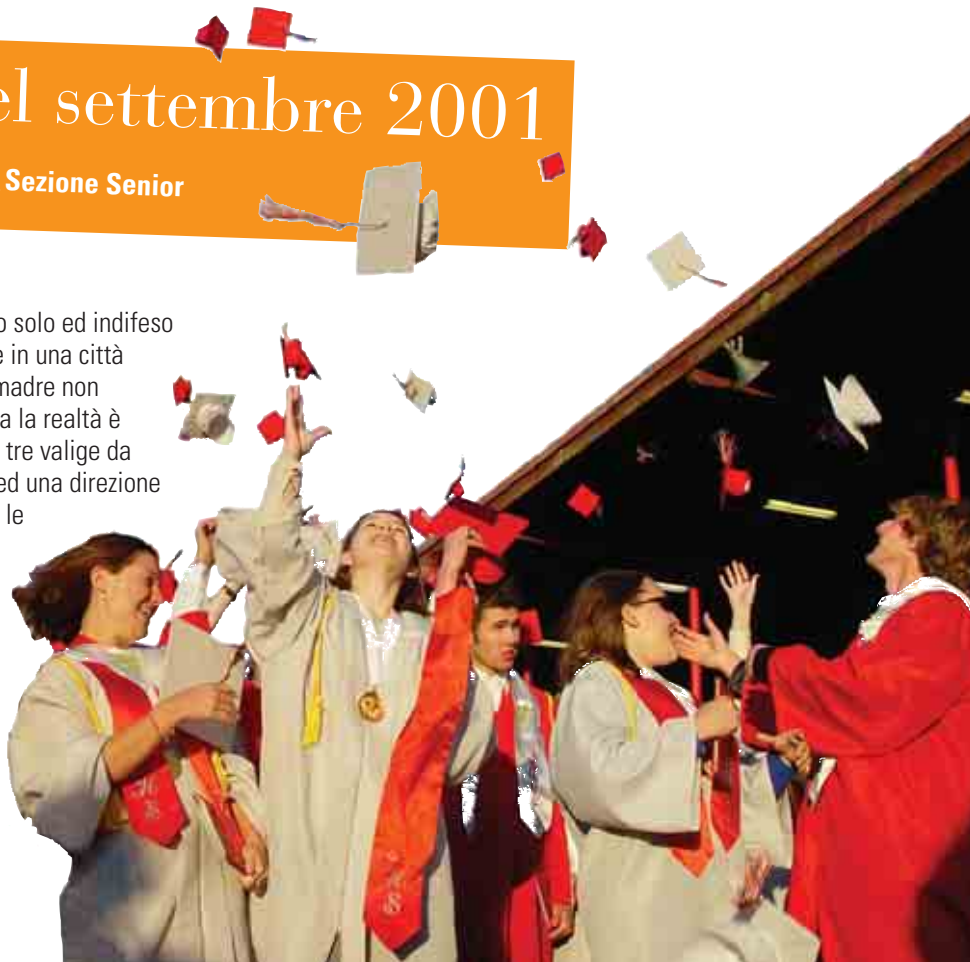 el settembre 2001
Sezione Senior
o solo ed indifeso
e in una città
madre non
a la realtà è
tre valige da
ed una direzione
le